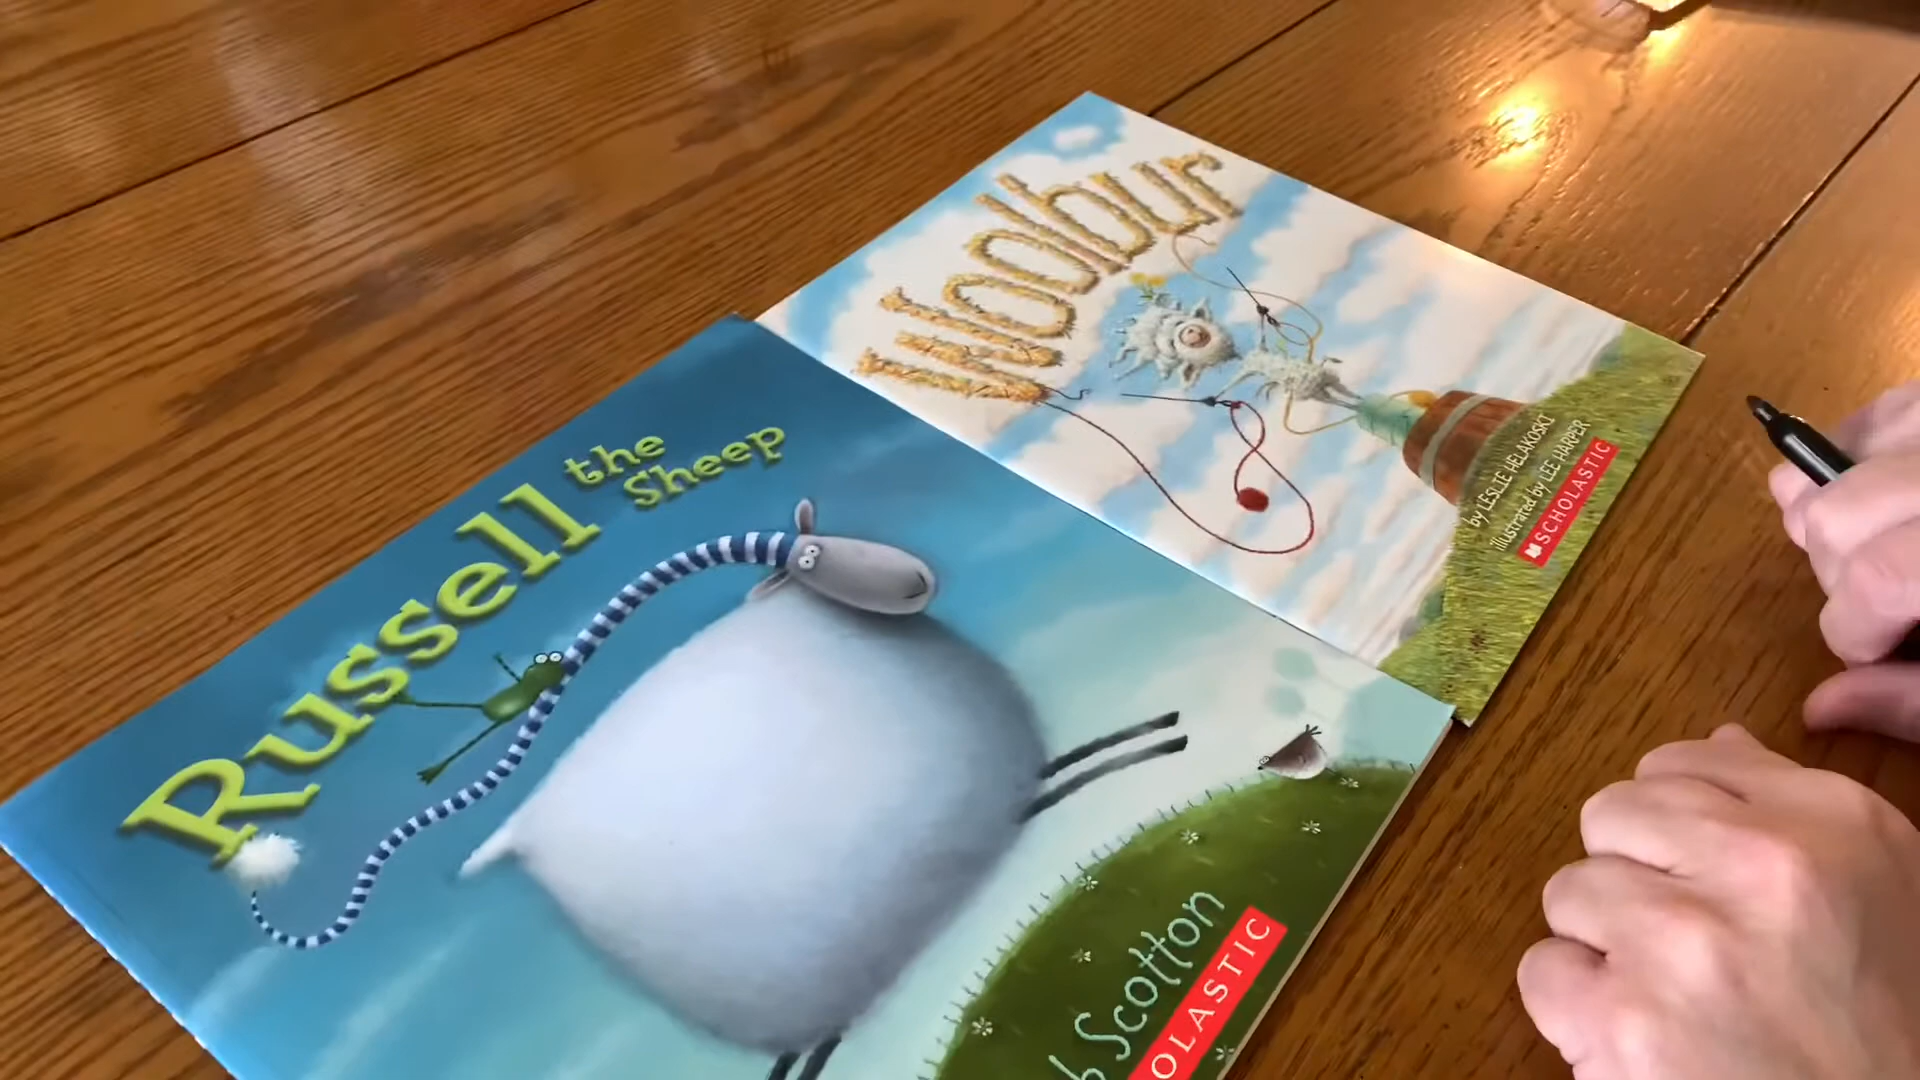 Woolbur
by LESLIE HELAKOSKI
illustrated by LEE HARPER
SCHOLASTIC
Russell
the
Sheep
b Scotton
OLASTIC